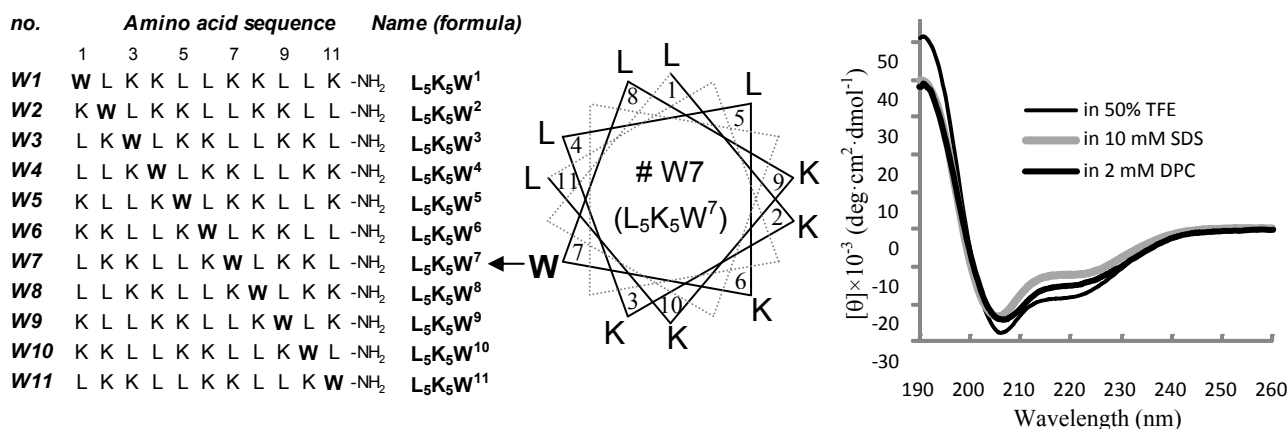 no. Amino acid sequence Name (formula)
1 3 5 7 9 11
W1 W L K K L L K K L L K -NH₂ L₅K₅W¹
W2 K W L K K L L K K L L -NH₂ L₅K₅W²
W3 L K W L K K L L K K L -NH₂ L₅K₅W³
W4 L L K W L K K L L K K -NH₂ L₅K₅W⁴
W5 K L L K W L K K L L K -NH₂ L₅K₅W⁵
W6 K K L L K W L K K L L -NH₂ L₅K₅W⁶
W7 L K K L L K W L K K L -NH₂ L₅K₅W⁷
W8 L L K K L L K W L K K -NH₂ L₅K₅W⁸
W9 K L L K K L L K W L K -NH₂ L₅K₅W⁹
W10 K K L L K K L L K W L -NH₂ L₅K₅W¹⁰
W11 L K K L L K K L L K W -NH₂ L₅K₅W¹¹
L L
8 1 L
5
L 4
# W7
L 11 9 K
(L₅K₅W⁷) 2 K
W 7
6
3 10 K
K K
40
30
20
10
0
-10
-20
-30
[θ]×10⁻³ (deg·cm²·dmol⁻¹)
in 50% TFE
in 10 mM SDS
in 2 mM DPC
190 200 210 220 230 240 250 260
Wavelength (nm)